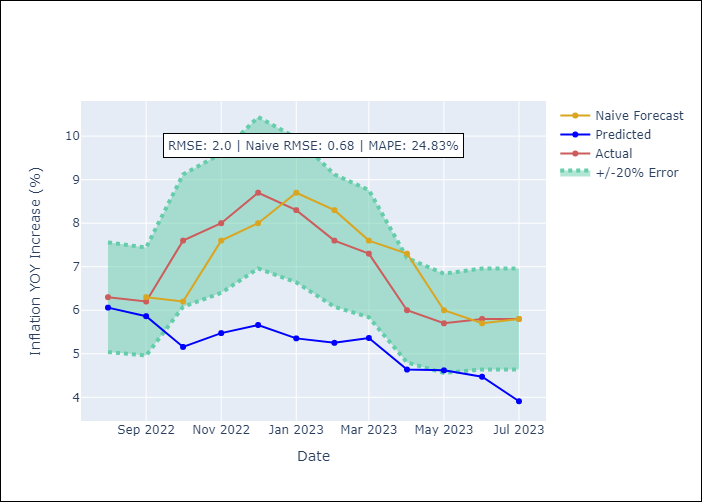 RMSE: 2.0 | Naive RMSE: 0.68 | MAPE: 24.83%
Naive Forecast
Predicted
Actual
+/-20% Error
Inflation YOY Increase (%)
10
9
8
7
6
5
4
Sep 2022
Nov 2022
Jan 2023
Mar 2023
May 2023
Jul 2023
Date